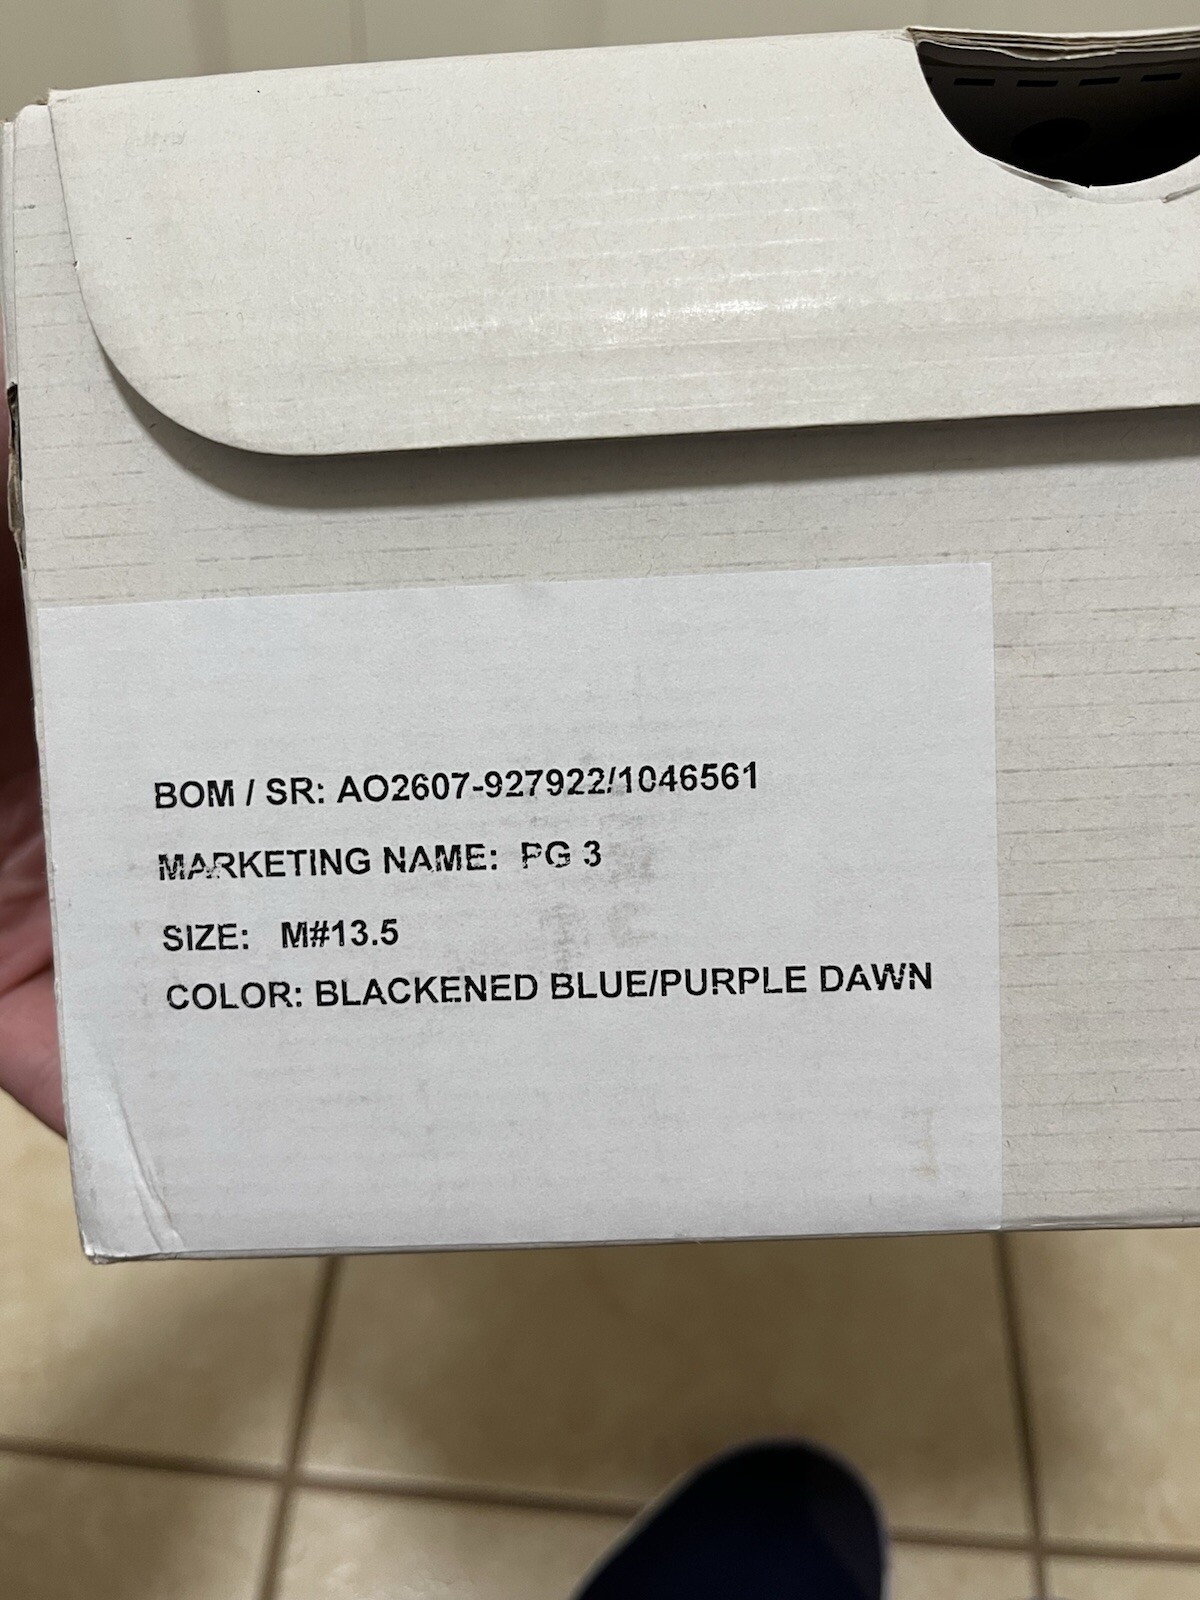 BOM / SR: AO2607-927922/1046561
MARKETING NAME: PG 3
SIZE: M#13.5
COLOR: BLACKENED BLUE/PURPLE DAWN